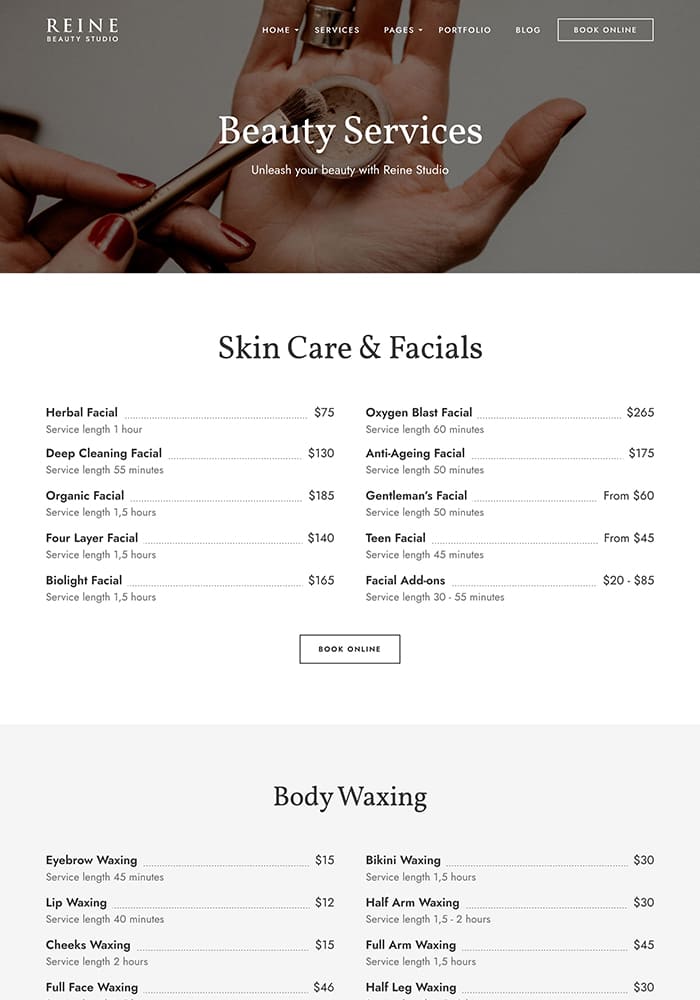 REINE
BEAUTY STUDIO
HOME
SERVICES
PAGES
PORTFOLIO
BLOG
BOOK ONLINE
Beauty Services
Unleash your beauty with Reine Studio
Skin Care & Facials
Herbal Facial $75
Service length 1 hour
Deep Cleaning Facial $130
Service length 55 minutes
Organic Facial $185
Service length 1,5 hours
Four Layer Facial $140
Service length 1,5 hours
Biolight Facial $165
Service length 1,5 hours
Oxygen Blast Facial $265
Service length 60 minutes
Anti-Ageing Facial $175
Service length 50 minutes
Gentleman's Facial From $60
Service length 50 minutes
Teen Facial From $45
Service length 45 minutes
Facial Add-ons $20 - $85
Service length 30 - 55 minutes
BOOK ONLINE
Body Waxing
Eyebrow Waxing $15
Service length 45 minutes
Lip Waxing $12
Service length 40 minutes
Cheeks Waxing $15
Service length 2 hours
Full Face Waxing $46
Bikini Waxing $30
Service length 1,5 hours
Half Arm Waxing $30
Service length 1,5 - 2 hours
Full Arm Waxing $45
Service length 1,5 hours
Half Leg Waxing $30